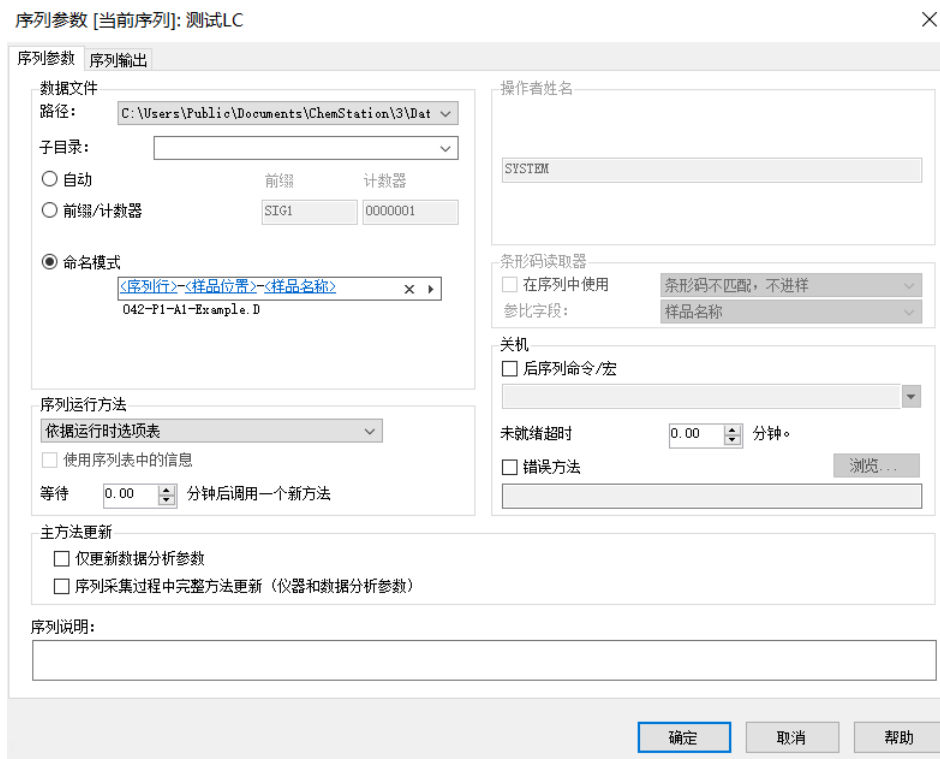 序列参数 [当前序列]: 测试LC
序列参数 序列输出
数据文件
路径: C:\Users\Public\Documents\ChemStation\3\Dat
子目录:
自动 前缀 计数器
前缀/计数器 SIG1 0000001
命名模式
<序列行>-<样品位置>-<样品名称>
042-P1-A1-Example.D
序列运行方法
依据运行时选项表
使用序列表中的信息
等待 0.00 分钟后调用一个新方法
操作者姓名
SYSTEM
条形码读取器
在序列中使用 条形码不匹配，不进样
参比字段: 样品名称
关机
后序列命令/宏
未就绪超时 0.00 分钟。
错误方法 浏览...
主方法更新
仅更新数据分析参数
序列采集过程中完整方法更新（仪器和数据分析参数）
序列说明:
确定 取消 帮助